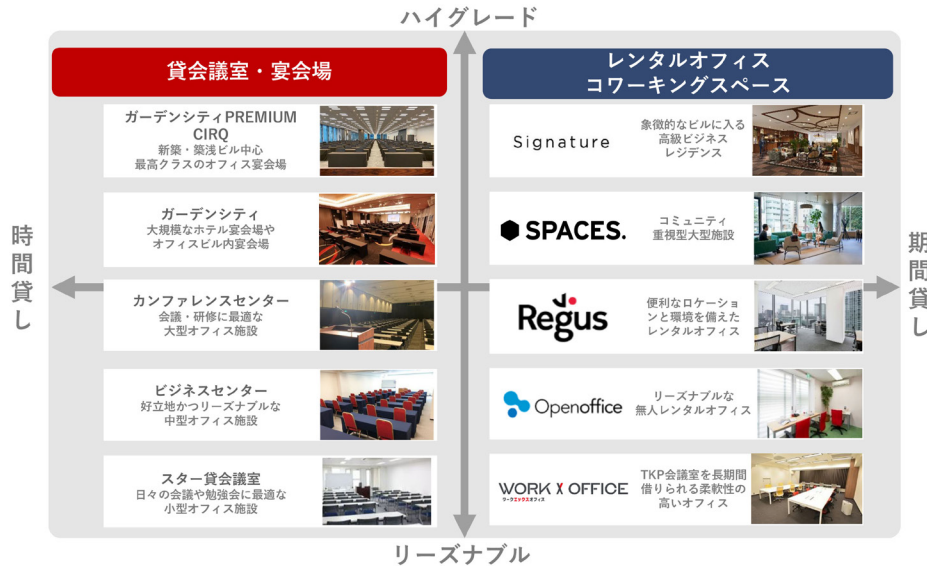 ハイグレード
貸会議室・宴会場
ガーデンシティPREMIUM
CIRQ
新築・築浅ビル中心
最高クラスのオフィス宴会場
ガーデンシティ
大規模なホテル宴会場や
オフィスビル内宴会場
カンファレンスセンター
会議・研修に最適な
大型オフィス施設
ビジネスセンター
好立地かつリーズナブルな
中型オフィス施設
スター貸会議室
日々の会議や勉強会に最適な
小型オフィス施設
レンタルオフィス
コワーキングスペース
Signature
象徴的なビルに入る
高級ビジネス
レジデンス
SPACES.
コミュニティ
重視型大型施設
Regus
便利なロケーショ
ンと環境を備えた
レンタルオフィス
Openoffice
リーズナブルな
無人レンタルオフィス
WORK X OFFICE
ワークエックスオフィス
TKP会議室を長期間
借りられる柔軟性の
高いオフィス
時間貸し
期間貸し
リーズナブル